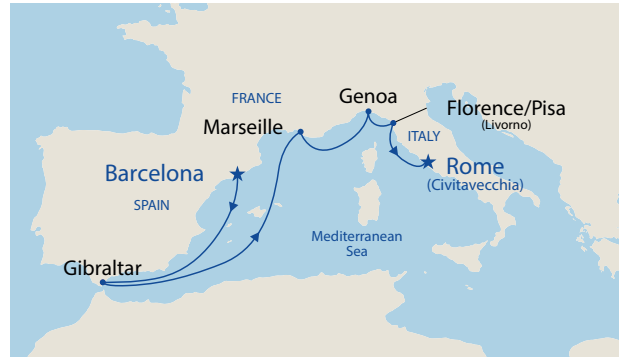 FRANCE
Genoa
Marseille
Florence/Pisa
(Livorno)
ITALY
Barcelona
Rome
(Civitavecchia)
SPAIN
Mediterranean
Sea
Gibraltar